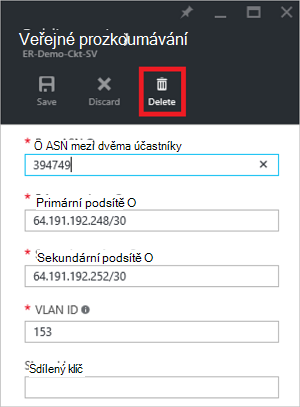 Veřejné prozkoumávání
ER-Demo-Ckt-SV
Save Discard Delete
* O ASN mezi dvěma účastníky
394749
* Primární podsítě O
64.191.192.248/30
* Sekundární podsítě O
64.191.192.252/30
* VLAN ID
153
Sdílený klíč